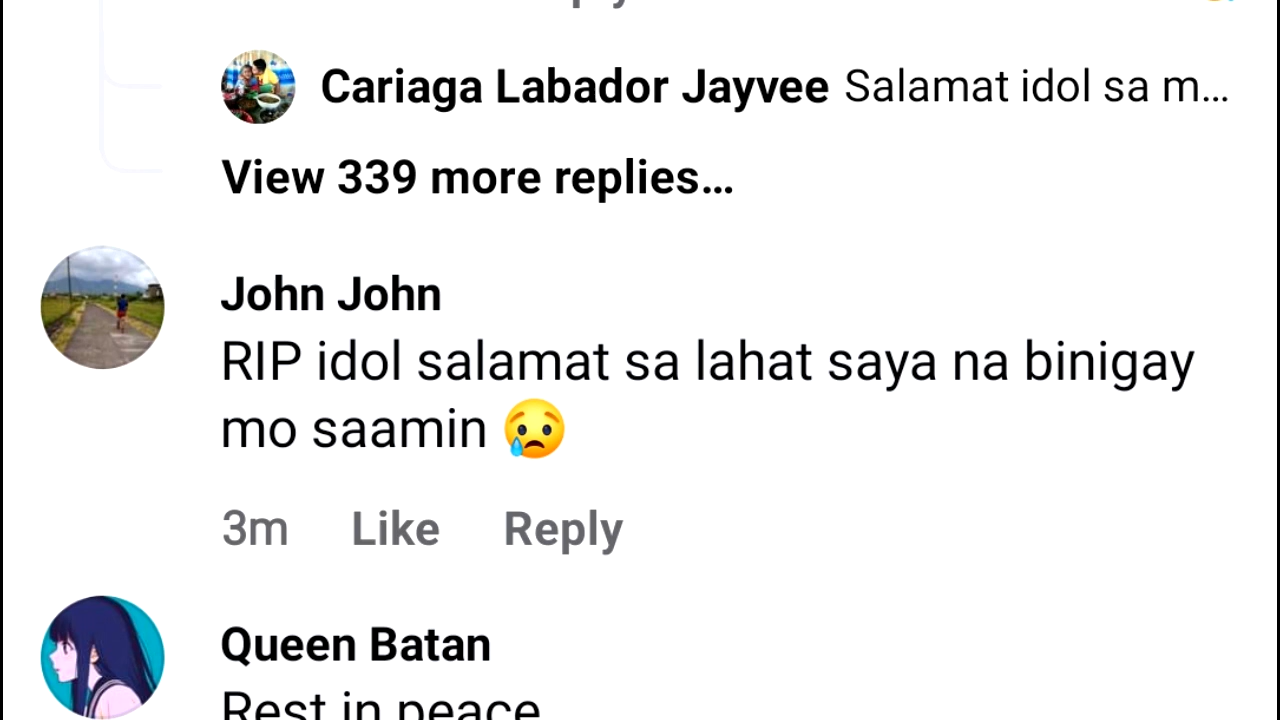 Cariaga Labador Jayvee Salamat idol sa m...
View 339 more replies...
John John
RIP idol salamat sa lahat saya na binigay
mo saamin 😢
3m Like Reply
Queen Batan
Rest in peace